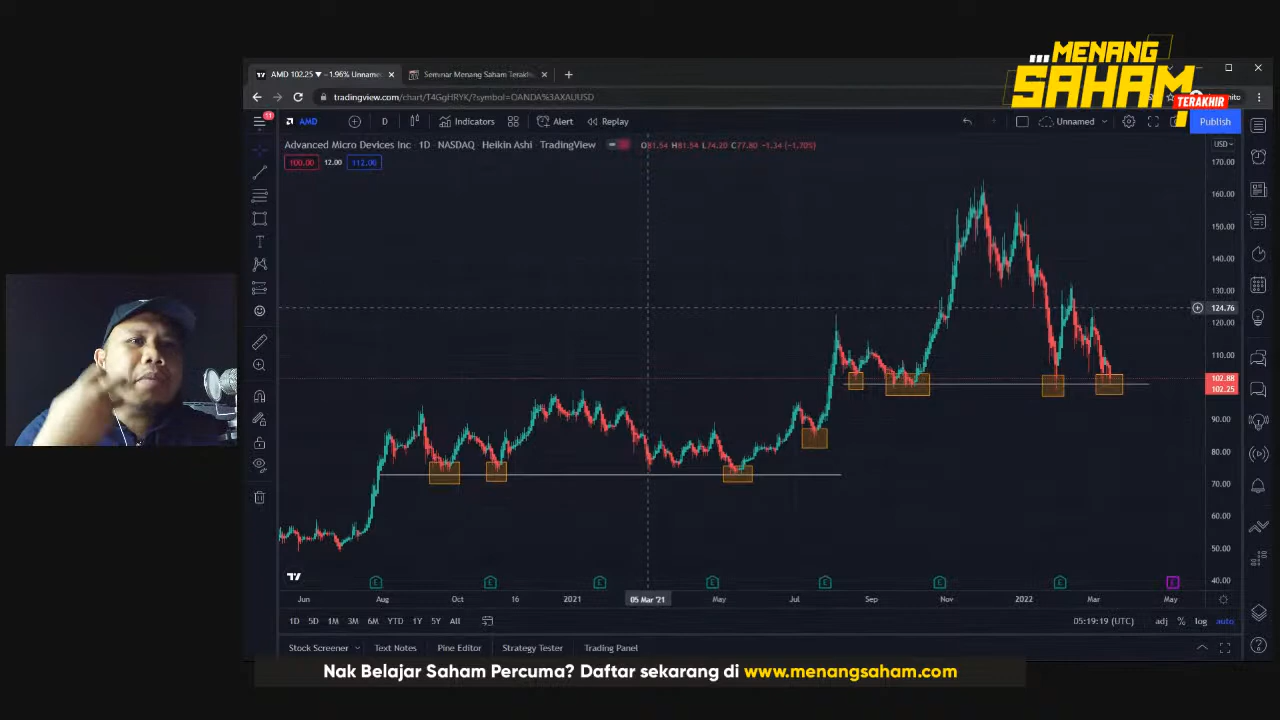 MENANG
SAHAM
TERAKHIR
AMD 102.25 ▼ −1.96% Unname
Seminar Menang Saham Terakhi
tradingview.com/chart/T4GgHRYK/?symbol=OANDA%3AXAUUSD
11
AMD
D
Indicators
Alert
Replay
Unnamed
Publish
Advanced Micro Devices Inc · 1D · NASDAQ · Heikin Ashi · TradingView
O81.54 H81.54 L74.20 C77.80 −1.34 (−1.70%)
USD
100.00
12.00
112.00
170.00
160.00
150.00
140.00
130.00
124.76
120.00
110.00
102.88
102.25
90.00
80.00
70.00
60.00
50.00
40.00
E E E E E E E E
Jun Aug Oct 16 2021 05 Mar '21 May Jul Sep Nov 2022 Mar May
1D 5D 1M 3M 6M YTD 1Y 5Y All
05:19:19 (UTC) adj % log auto
Stock Screener Text Notes Pine Editor Strategy Tester Trading Panel
Nak Belajar Saham Percuma? Daftar sekarang di www.menangsaham.com